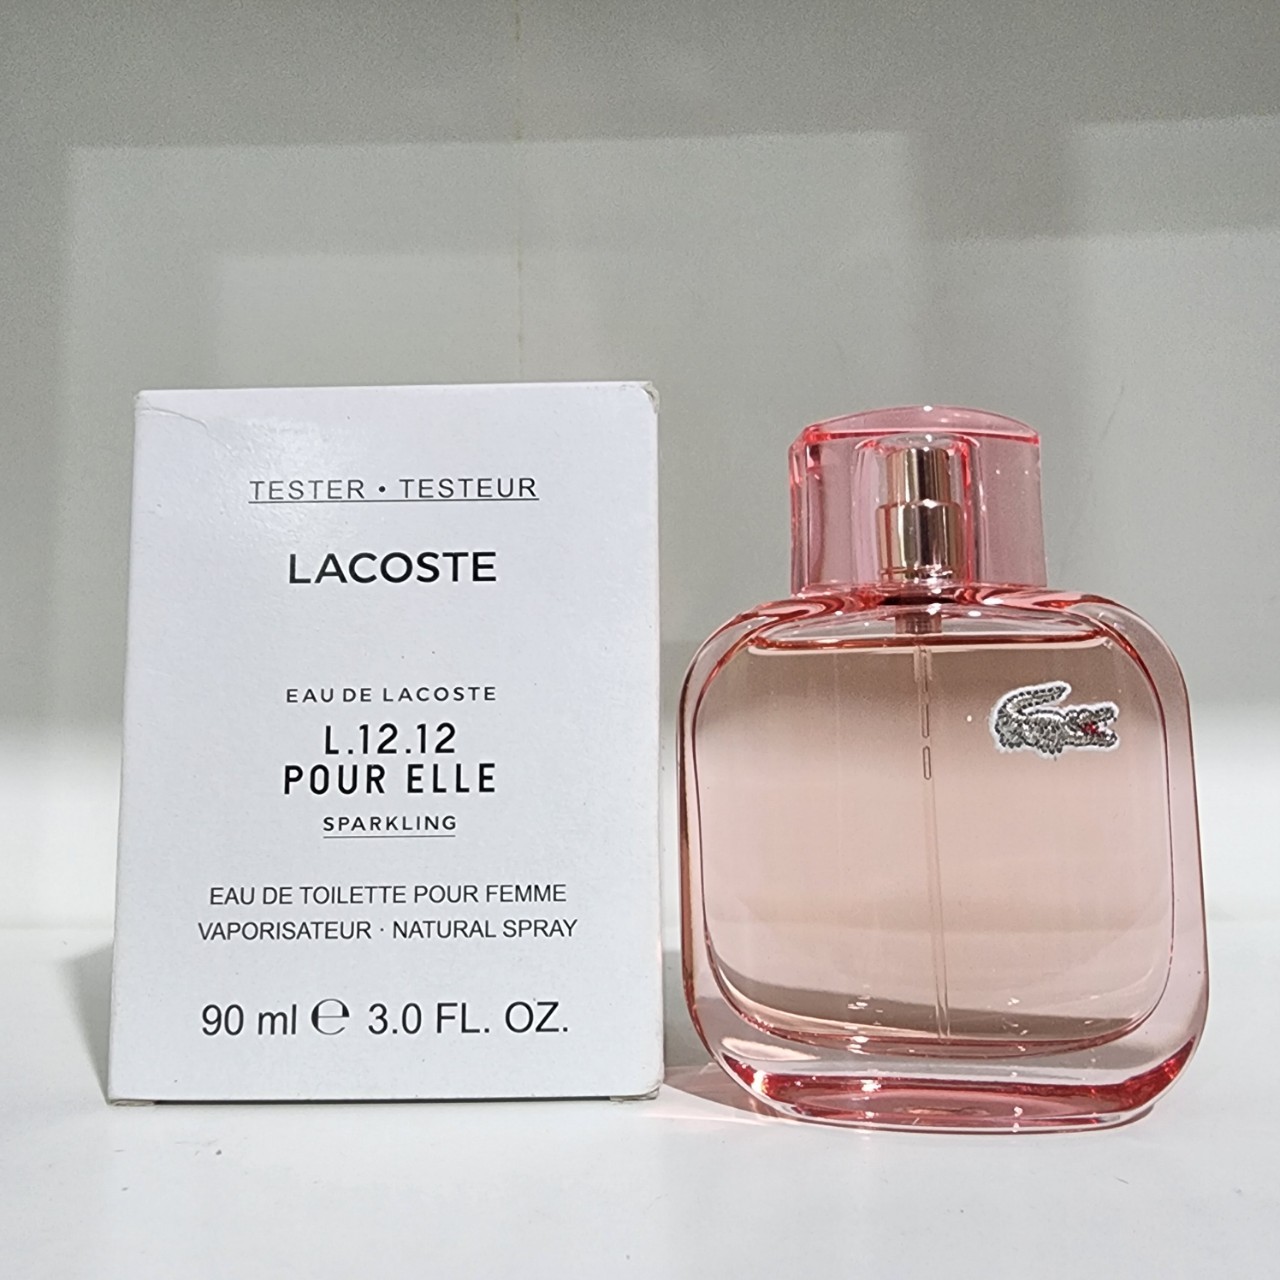 TESTER • TESTEUR
LACOSTE
EAU DE LACOSTE
L.12.12
POUR ELLE
SPARKLING
EAU DE TOILETTE POUR FEMME
VAPORISATEUR · NATURAL SPRAY
90 ml ℮ 3.0 FL. OZ.